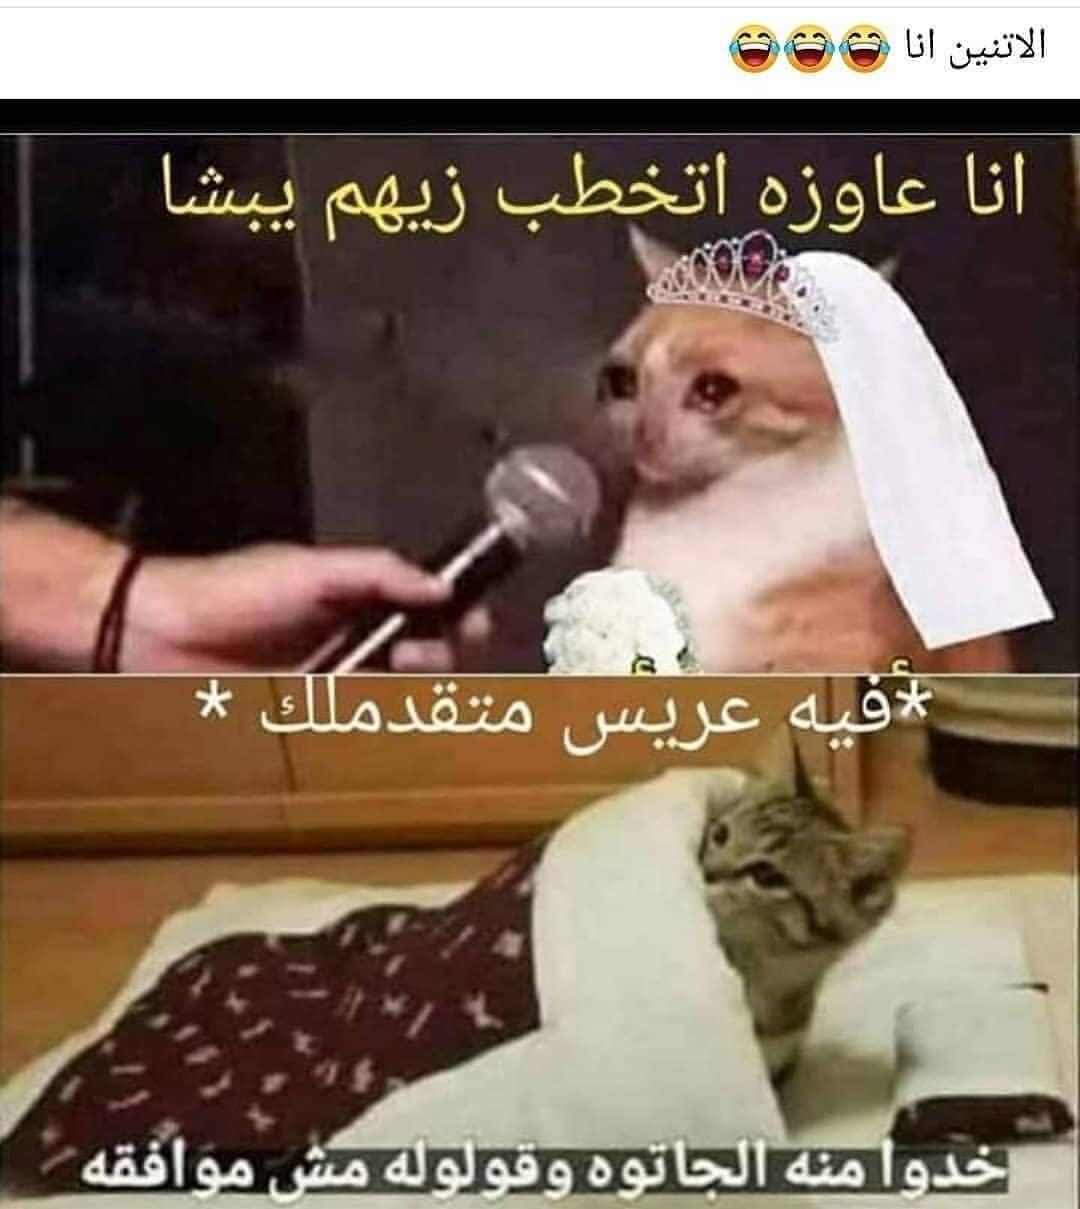 الاتنين انا 😂😂😂
انا عاوزه اتخطب زيهم يبشا
*فيه عريس متقدملك *
خدوا منه الجاتوه وقولوله مش موافقه